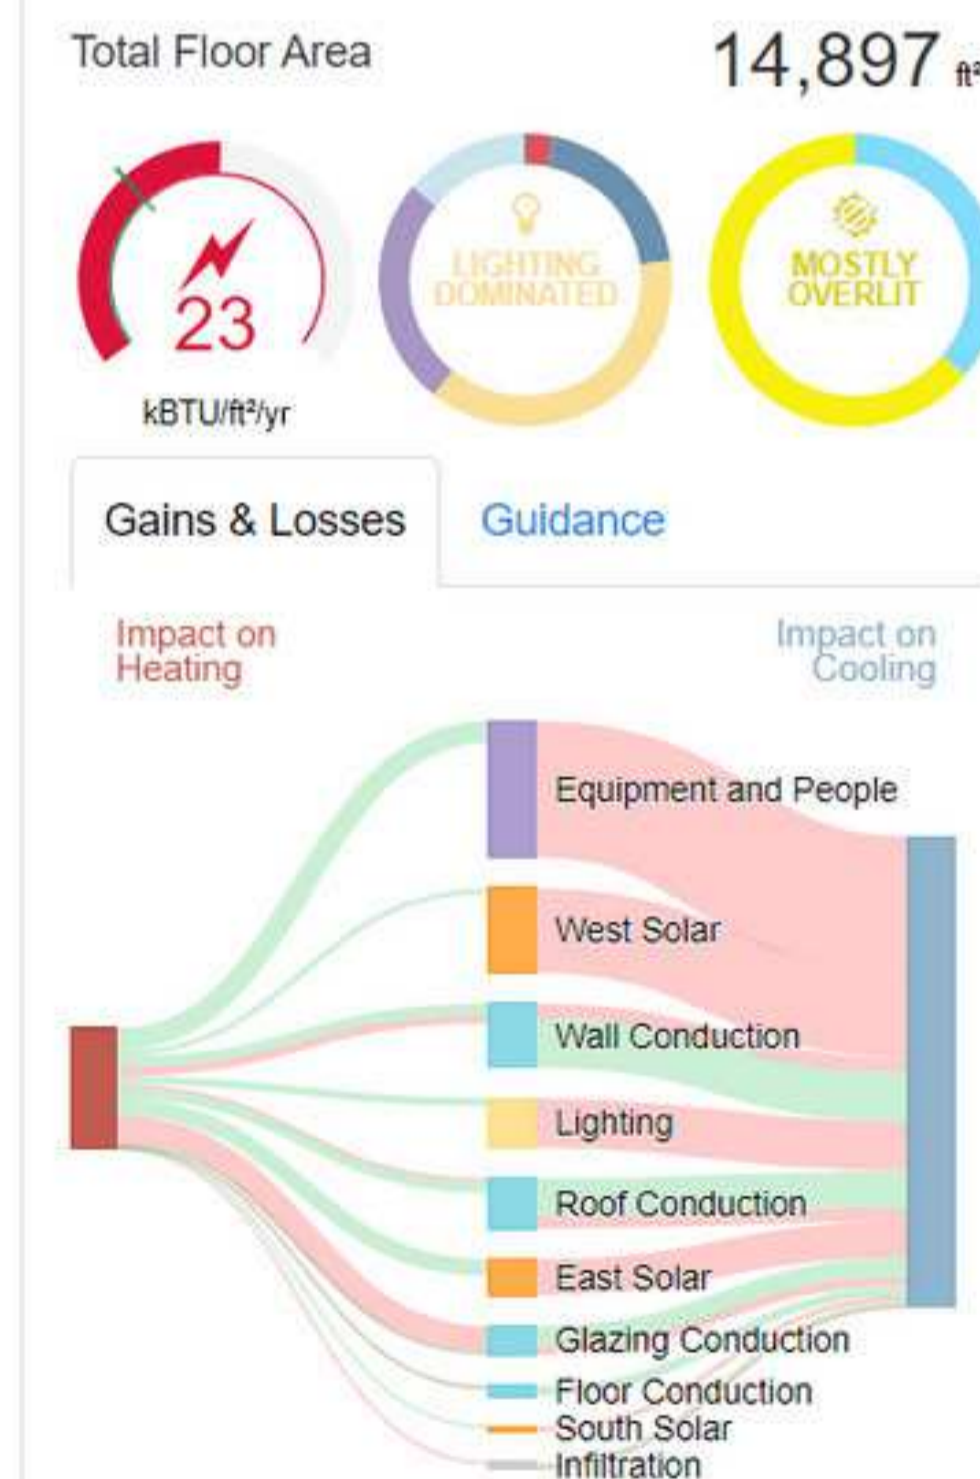 Total Floor Area
14,897 ft²
23
kBTU/ft²/yr
LIGHTING
DOMINATED
MOSTLY
OVERLIT
Gains & Losses
Guidance
Impact on
Heating
Impact on
Cooling
Equipment and People
West Solar
Wall Conduction
Lighting
Roof Conduction
East Solar
Glazing Conduction
Floor Conduction
South Solar
Infiltration